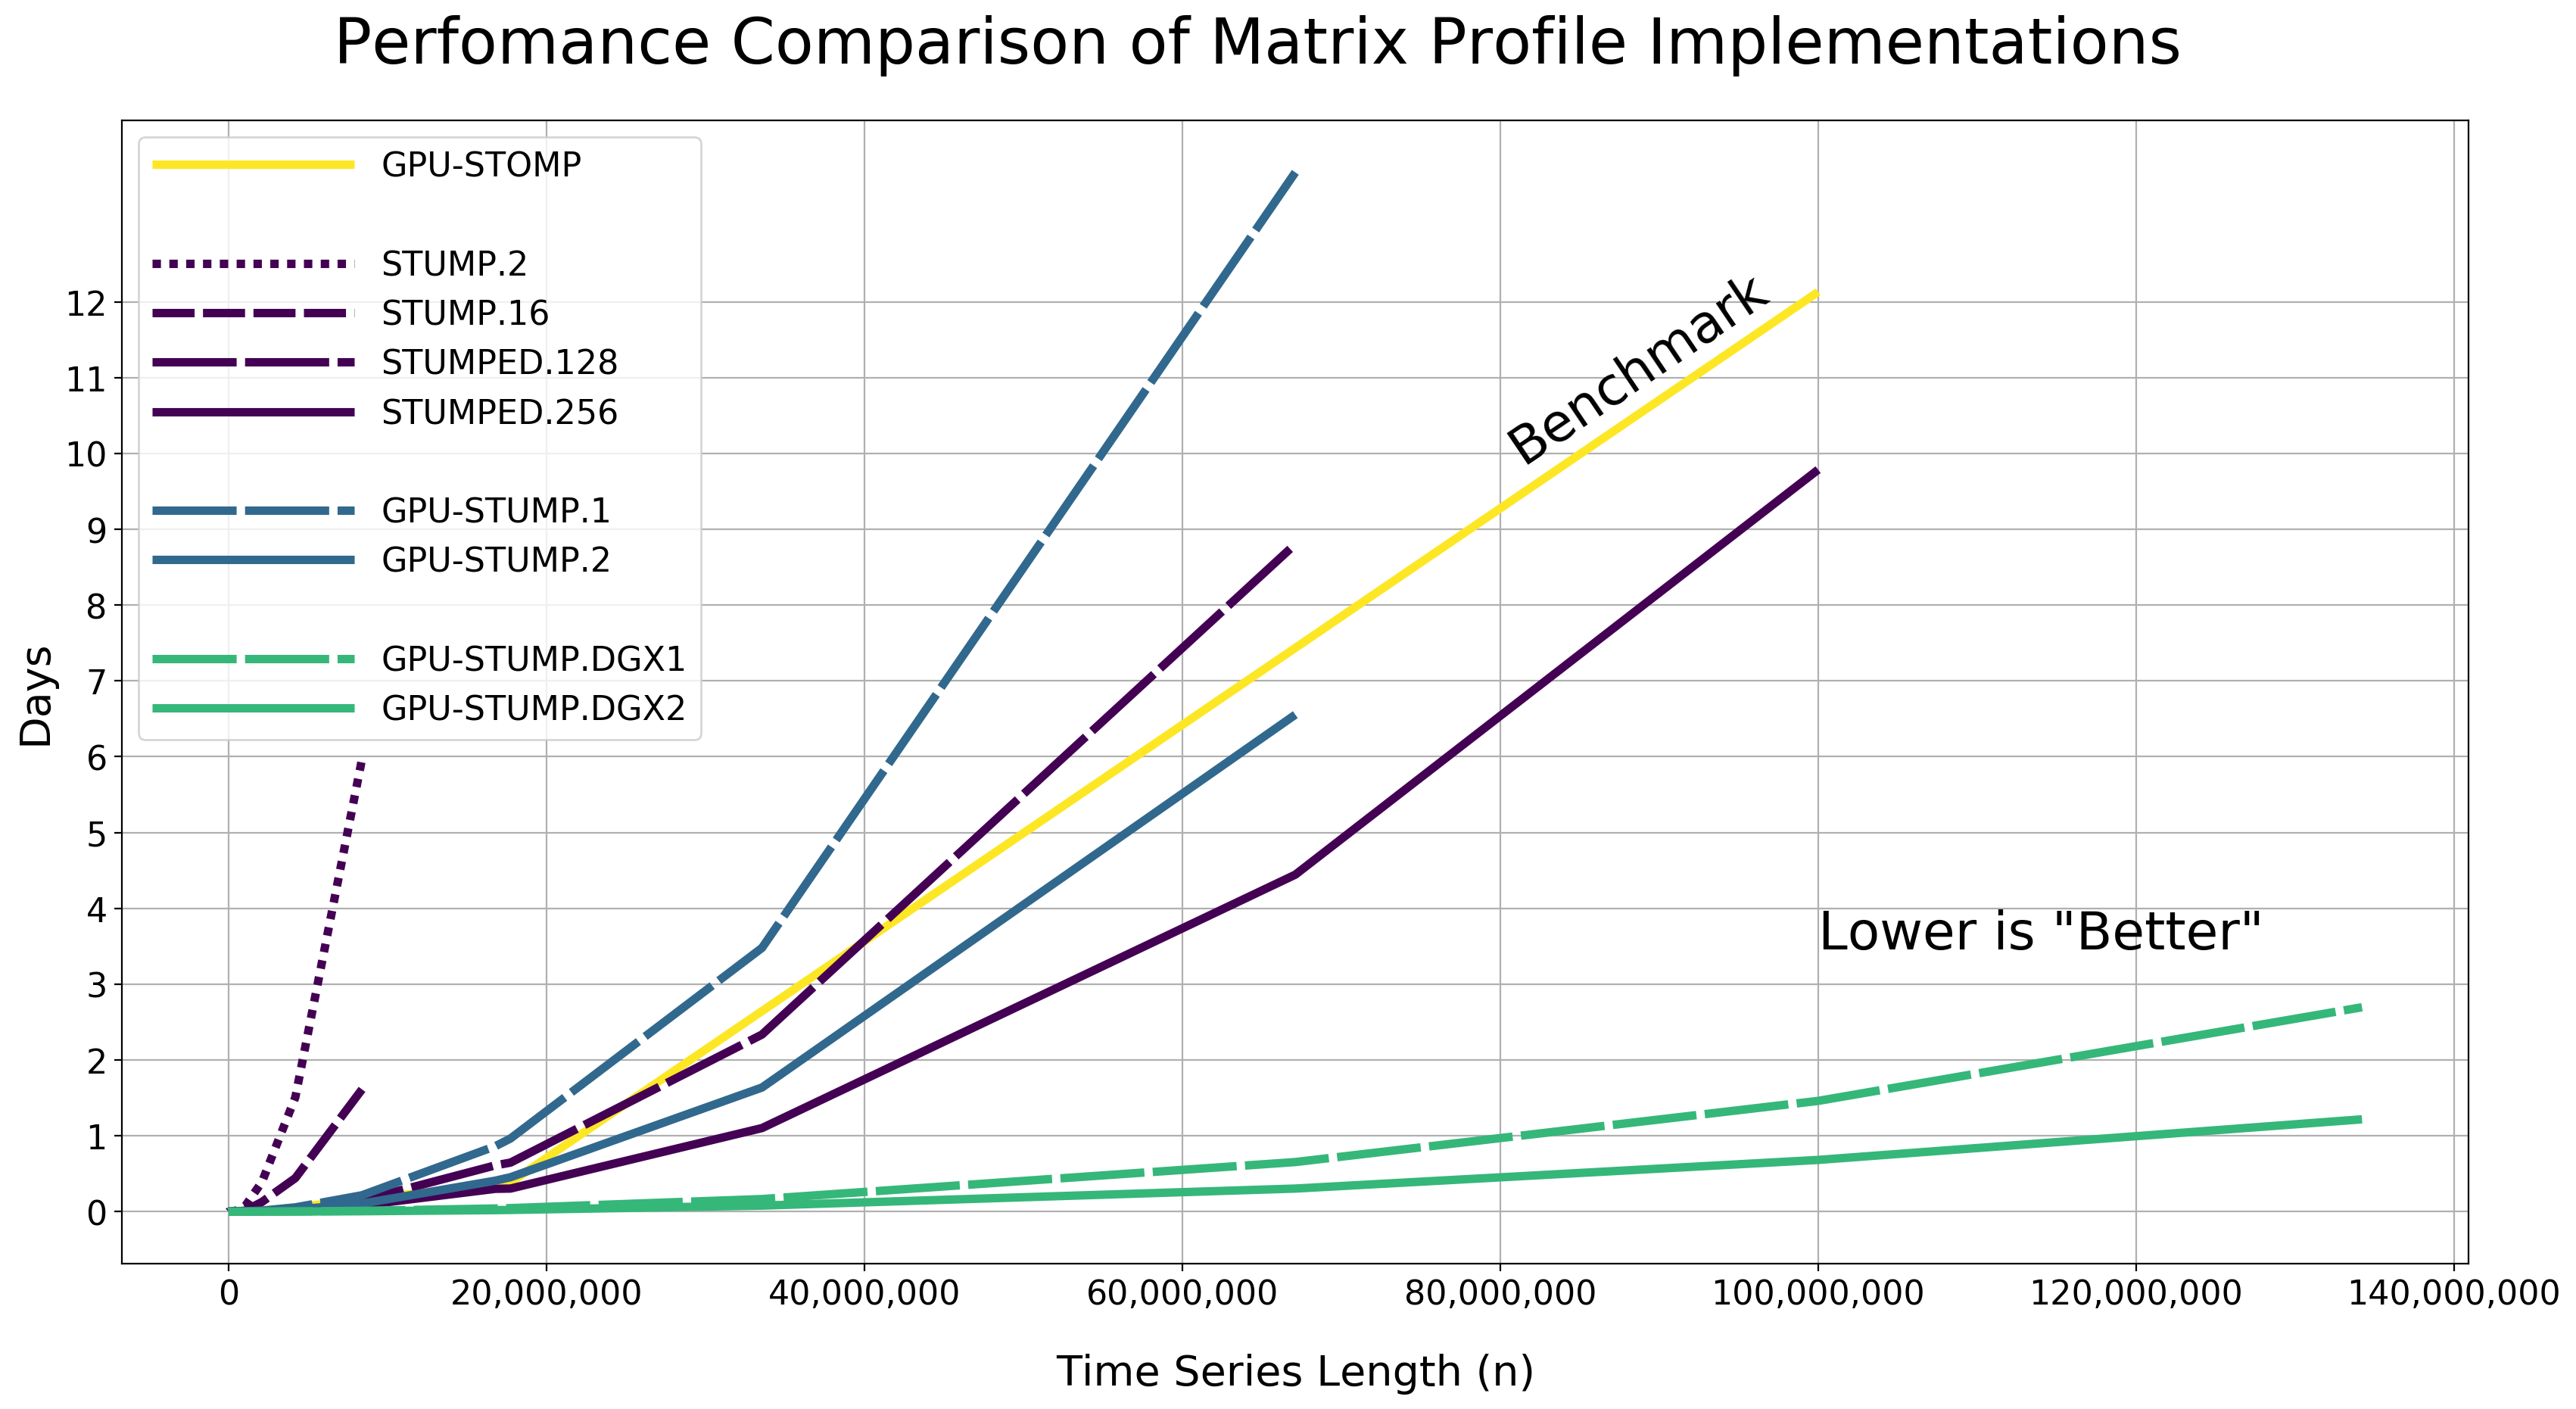 Perfomance Comparison of Matrix Profile Implementations
GPU-STOMP
STUMP.2
STUMP.16
STUMPED.128
STUMPED.256
GPU-STUMP.1
GPU-STUMP.2
GPU-STUMP.DGX1
GPU-STUMP.DGX2
Benchmark
Lower is "Better"
Days
12
11
10
9
8
7
6
5
4
3
2
1
0
0 20,000,000 40,000,000 60,000,000 80,000,000 100,000,000 120,000,000 140,000,000
Time Series Length (n)